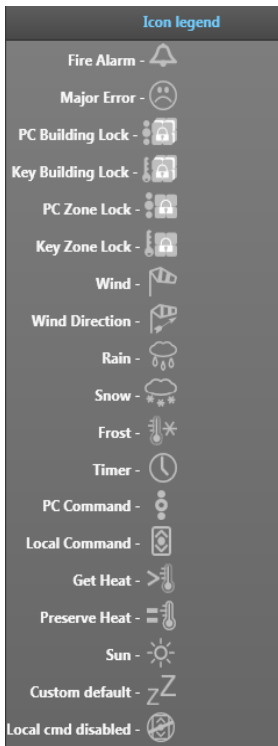 Icon legend
Fire Alarm -
Major Error -
PC Building Lock -
Key Building Lock -
PC Zone Lock -
Key Zone Lock -
Wind -
Wind Direction -
Rain -
Snow -
Frost -
Timer -
PC Command -
Local Command -
Get Heat -
Preserve Heat -
Sun -
Custom default - zZ
Local cmd disabled -